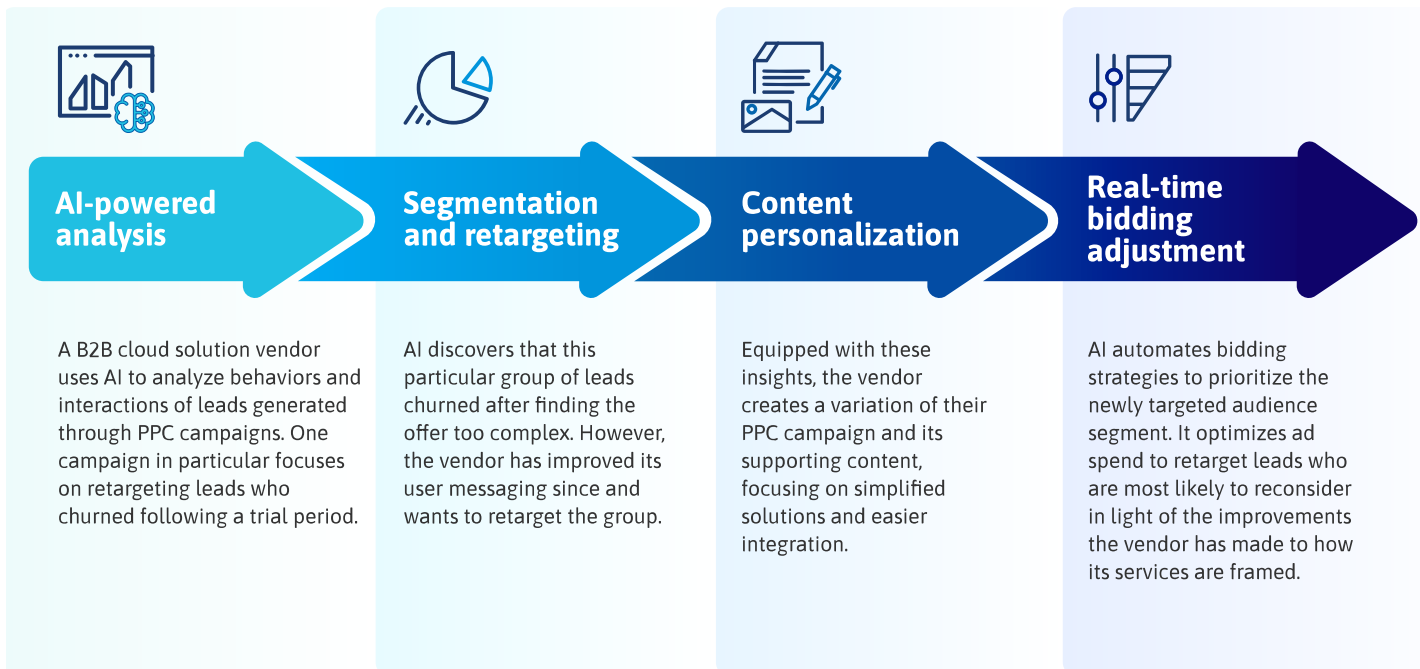 AI-powered
analysis
Segmentation
and retargeting
Content
personalization
Real-time
bidding
adjustment
A B2B cloud solution vendor
uses AI to analyze behaviors and
interactions of leads generated
through PPC campaigns. One
campaign in particular focuses
on retargeting leads who
churned following a trial period.
AI discovers that this
particular group of leads
churned after finding the
offer too complex. However,
the vendor has improved its
user messaging since and
wants to retarget the group.
Equipped with these
insights, the vendor
creates a variation of their
PPC campaign and its
supporting content,
focusing on simplified
solutions and easier
integration.
AI automates bidding
strategies to prioritize the
newly targeted audience
segment. It optimizes ad
spend to retarget leads who
are most likely to reconsider
in light of the improvements
the vendor has made to how
its services are framed.